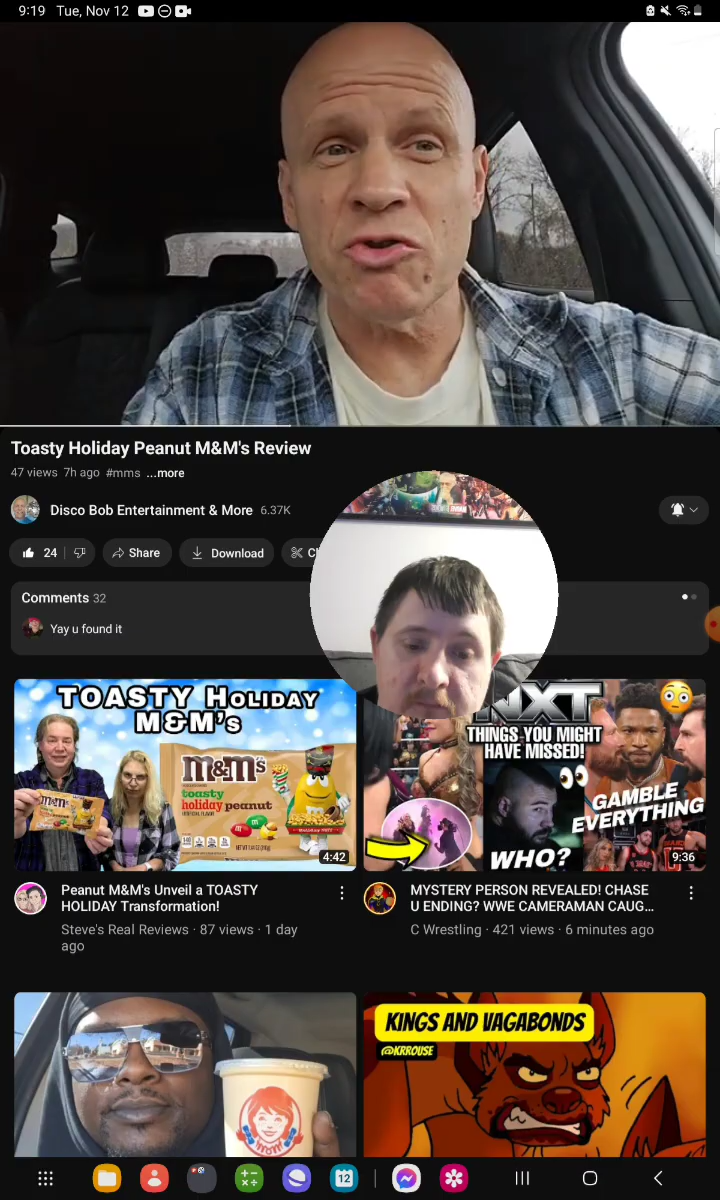 9:19 Tue, Nov 12
Toasty Holiday Peanut M&M's Review
47 views 7h ago #mms ...more
Disco Bob Entertainment & More 6.37K
24
Share
Download
Comments 32
Yay u found it
TOASTY HOLIDAY
M&M's
m&m's
toasty
holiday peanut
4:42
NXT
THINGS YOU MIGHT
HAVE MISSED!
GAMBLE
EVERYTHING
WHO?
9:36
Peanut M&M's Unveil a TOASTY
HOLIDAY Transformation!
Steve's Real Reviews · 87 views · 1 day
ago
MYSTERY PERSON REVEALED! CHASE
U ENDING? WWE CAMERAMAN CAUG...
C Wrestling · 421 views · 6 minutes ago
KINGS AND VAGABONDS
@KRROUSE
12